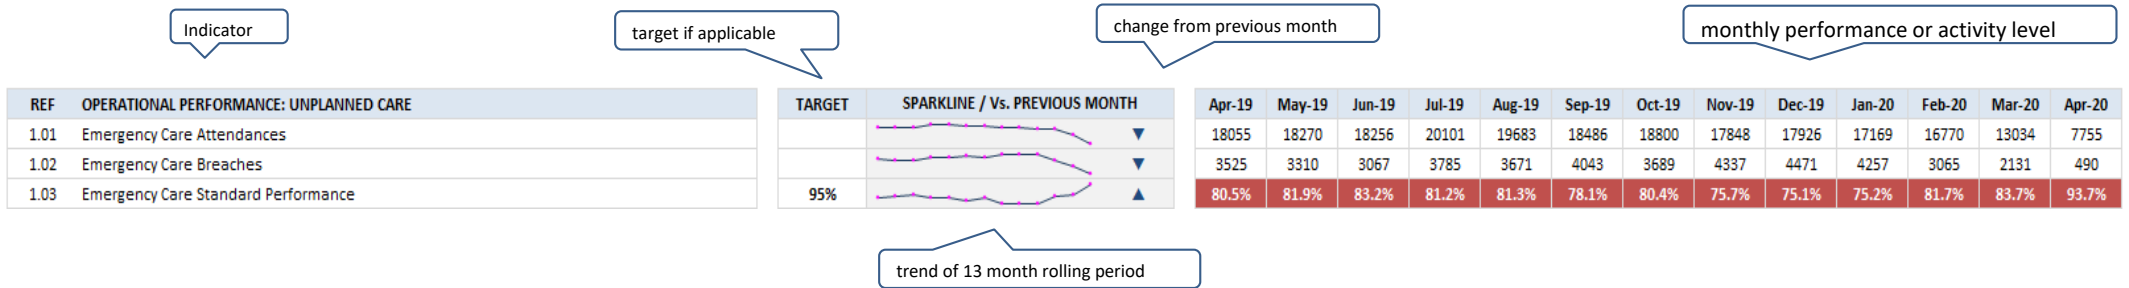 Indicator
target if applicable
change from previous month
monthly performance or activity level
REF OPERATIONAL PERFORMANCE: UNPLANNED CARE TARGET SPARKLINE / Vs. PREVIOUS MONTH Apr-19 May-19 Jun-19 Jul-19 Aug-19 Sep-19 Oct-19 Nov-19 Dec-19 Jan-20 Feb-20 Mar-20 Apr-20
1.01 Emergency Care Attendances ▼ 18055 18270 18256 20101 19683 18486 18800 17848 17926 17169 16770 13034 7755
1.02 Emergency Care Breaches ▼ 3525 3310 3067 3785 3671 4043 3689 4337 4471 4257 3065 2131 490
1.03 Emergency Care Standard Performance 95% ▲ 80.5% 81.9% 83.2% 81.2% 81.3% 78.1% 80.4% 75.7% 75.1% 75.2% 81.7% 83.7% 93.7%
trend of 13 month rolling period